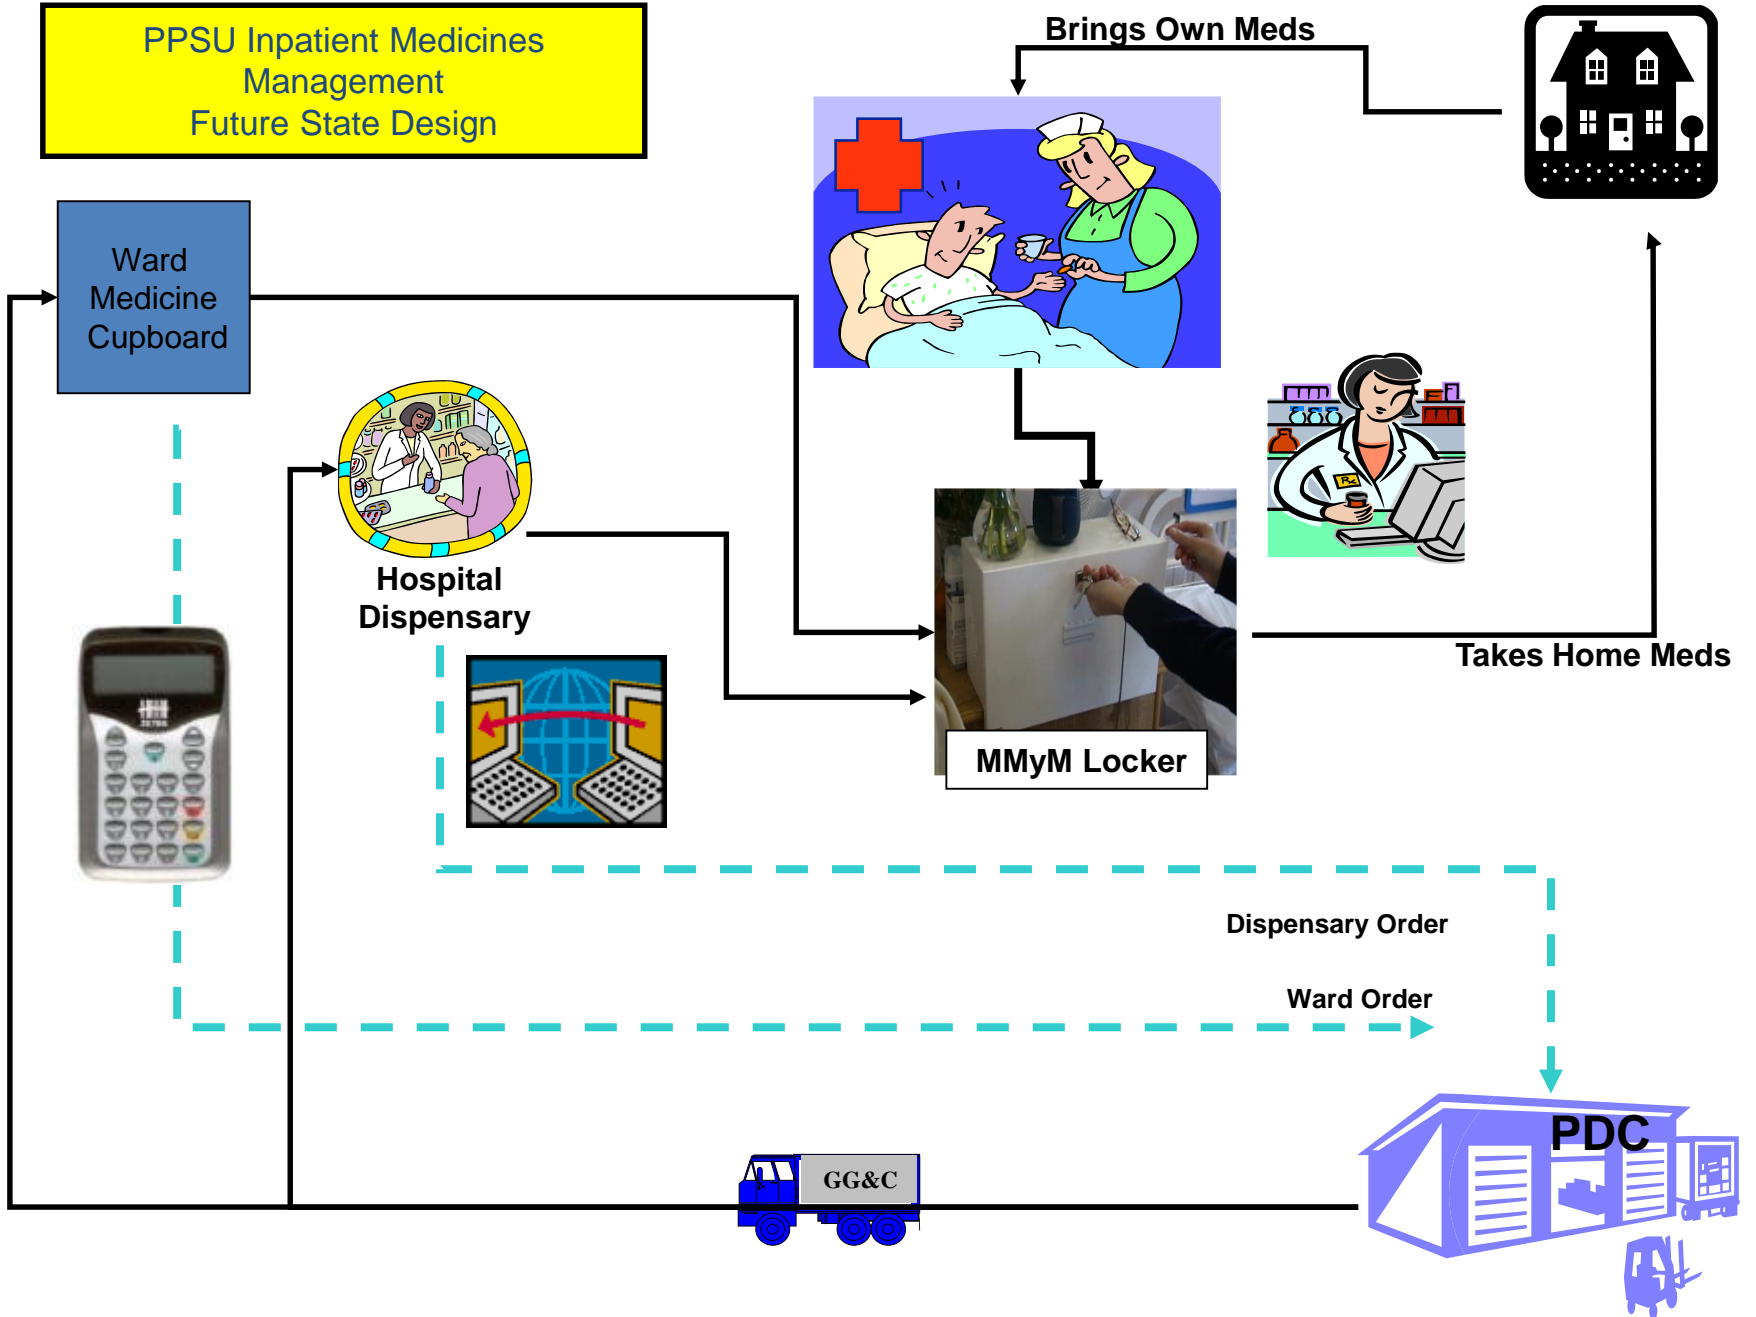 PPSU Inpatient Medicines
Management
Future State Design
Brings Own Meds
Ward
Medicine
Cupboard
Hospital
Dispensary
Takes Home Meds
MMyM Locker
Dispensary Order
Ward Order
PDC
GG&C